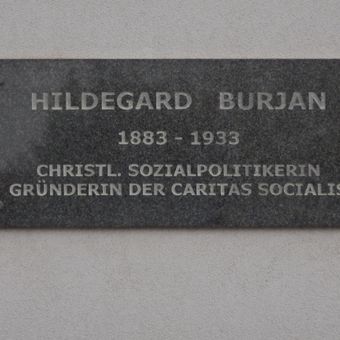 HILDEGARD BURJAN
1883 - 1933
CHRISTL. SOZIALPOLITIKERIN
GRÜNDERIN DER CARITAS SOCIALIS